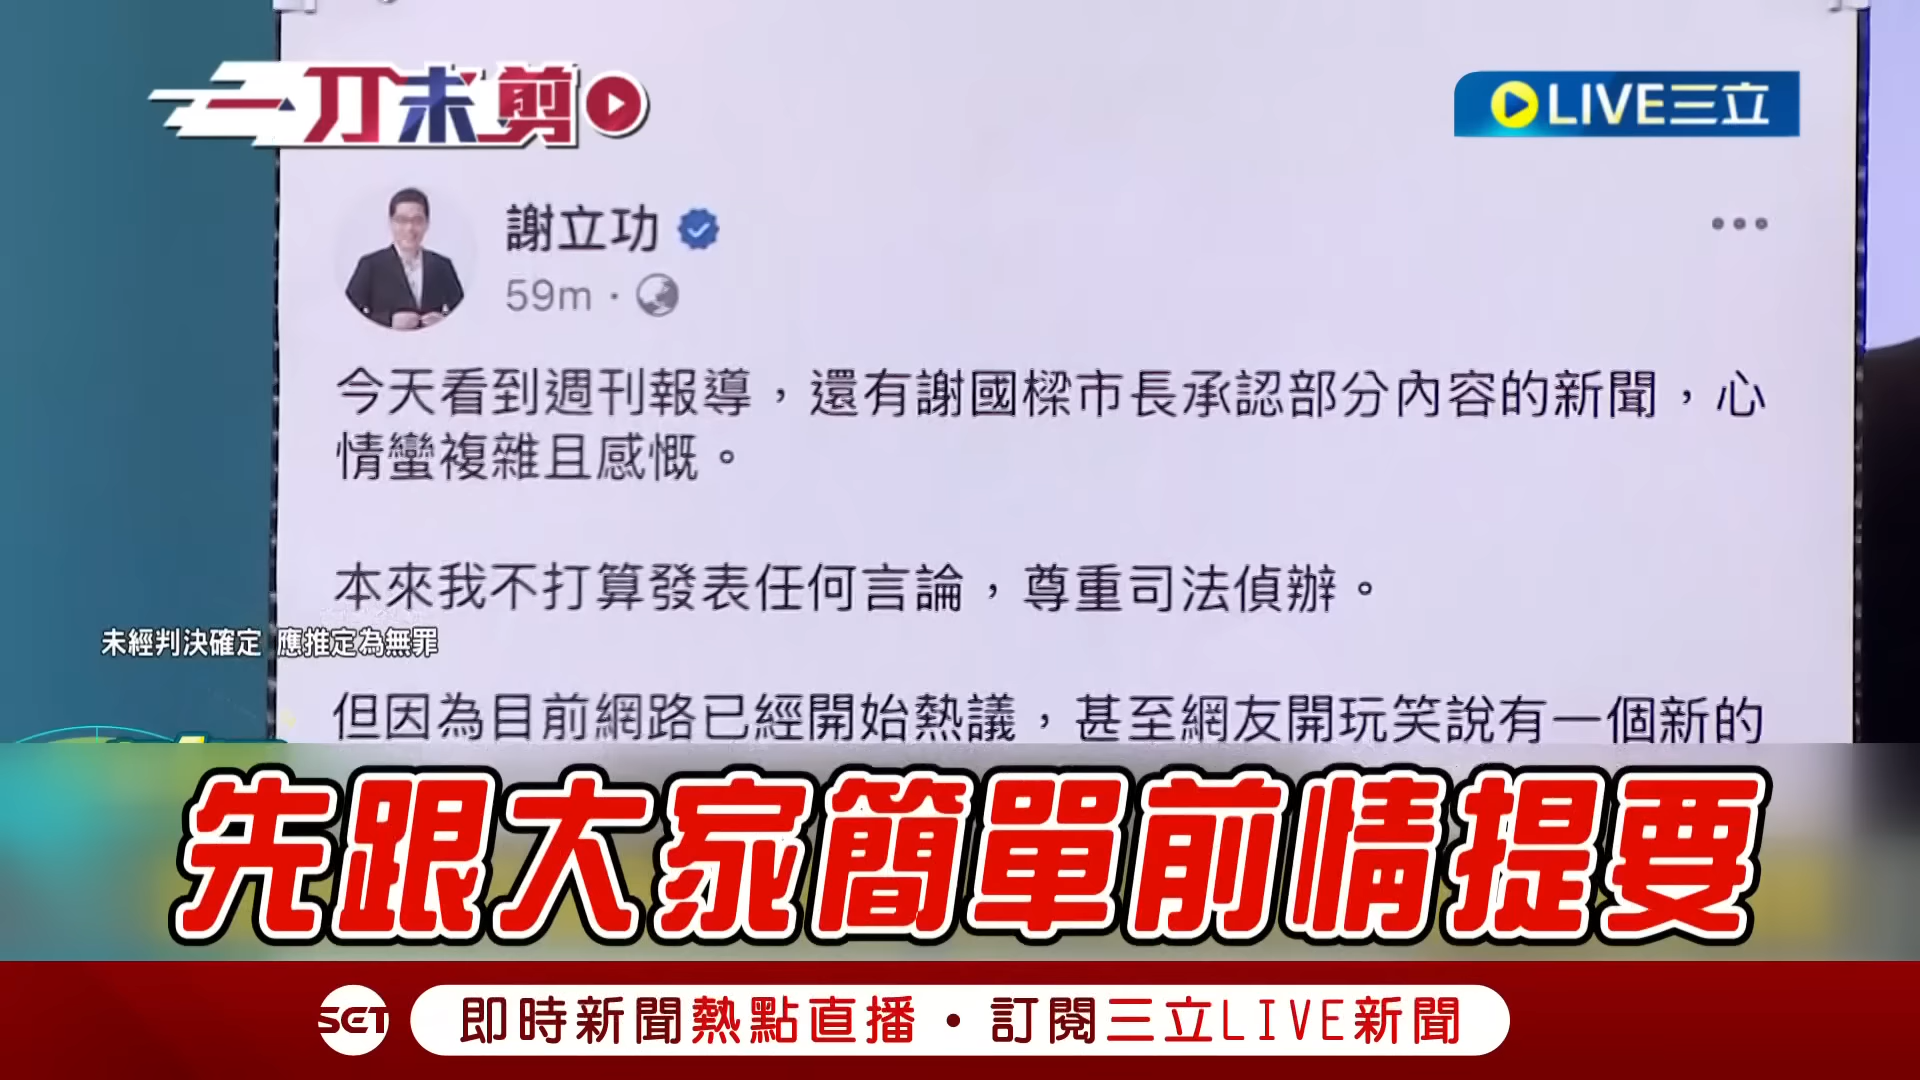 一刀未剪
LIVE三立
謝立功
59m
今天看到週刊報導，還有謝國樑市長承認部分內容的新聞，心
情蠻複雜且感慨。
本來我不打算發表任何言論，尊重司法偵辦。
未經判決確定 應推定為無罪
但因為目前網路已經開始熱議，甚至網友開玩笑說有一個新的
先跟大家簡單前情提要
SET
即時新聞熱點直播・訂閱三立LIVE新聞